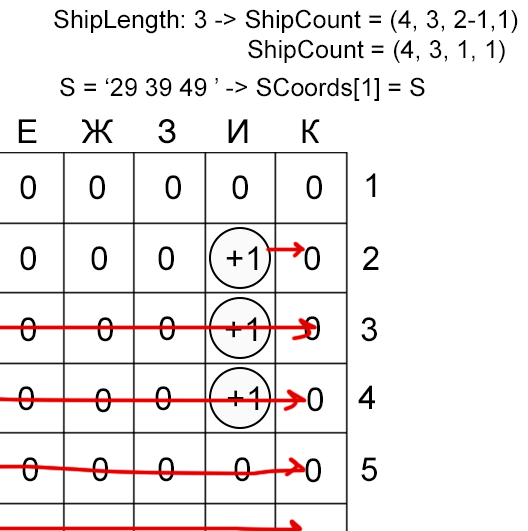 ShipLength: 3 -> ShipCount = (4, 3, 2-1,1)
ShipCount = (4, 3, 1, 1)
S = ‘29 39 49 ’ -> SCoords[1] = S
Е Ж З И К
0 0 0 0 0 1
0 0 0 +1 0 2
0 0 0 +1 0 3
0 0 0 +1 0 4
0 0 0 0 0 5